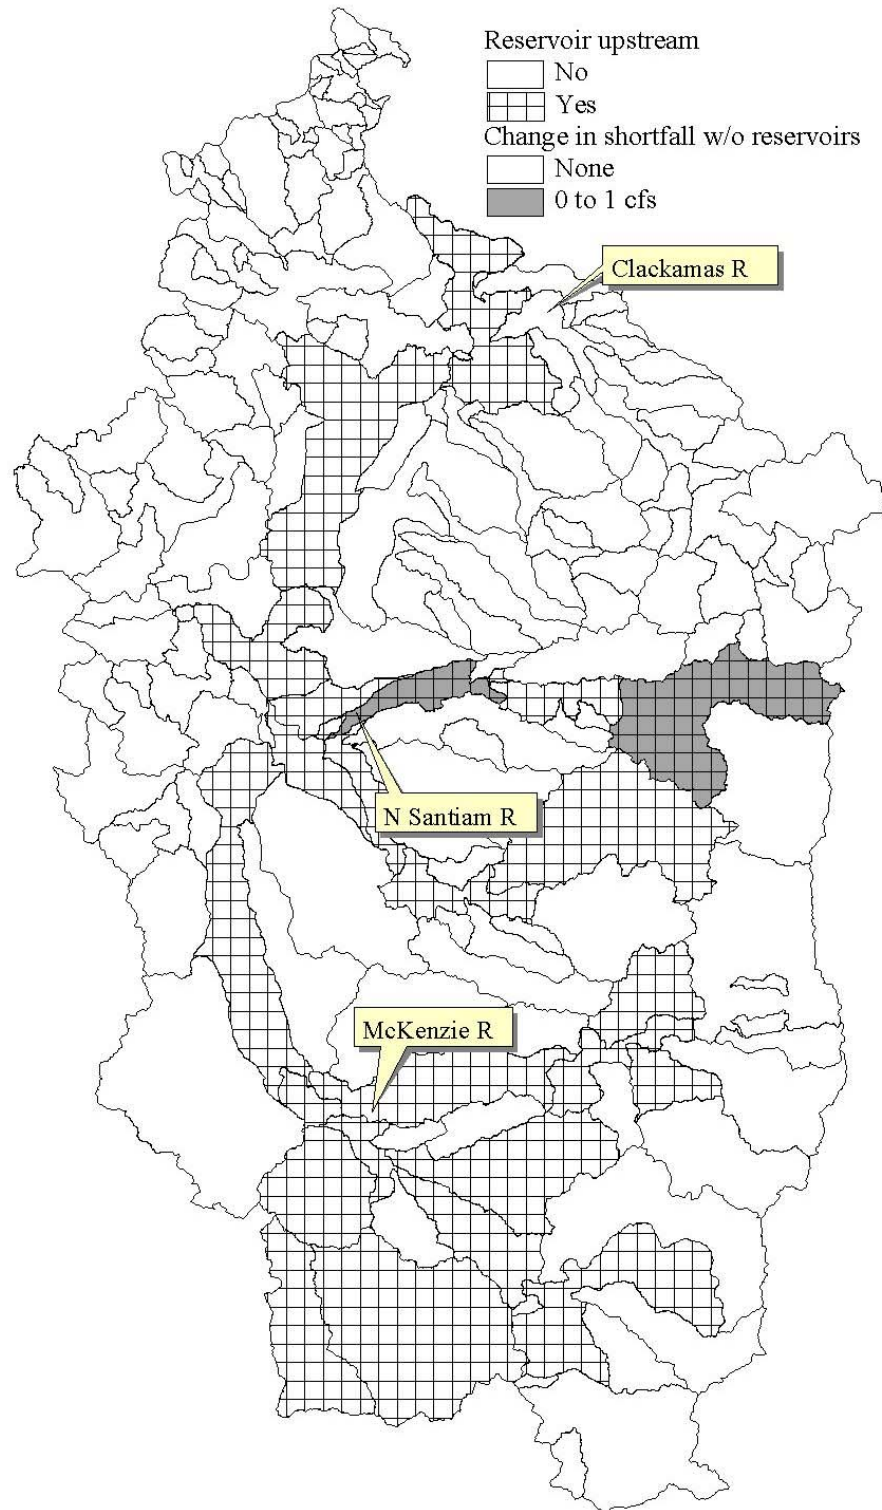 Reservoir upstream
No
Yes
Change in shortfall w/o reservoirs
None
0 to 1 cfs
Clackamas R
N Santiam R
McKenzie R